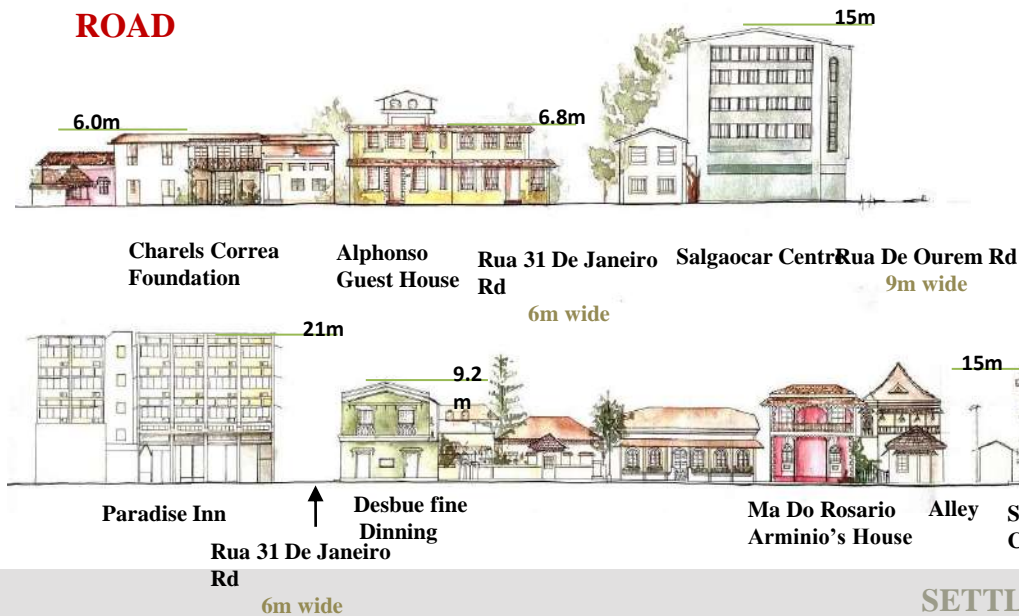 ROAD
15m
6.0m
6.8m
Charels Correa
Foundation
Alphonso
Guest House
Rua 31 De Janeiro
Rd
6m wide
Salgaocar Centre
Rua De Ourem Rd
9m wide
21m
9.2
m
15m
Paradise Inn
Rua 31 De Janeiro
Rd
6m wide
Desbue fine
Dinning
Ma Do Rosario
Arminio's House
Alley